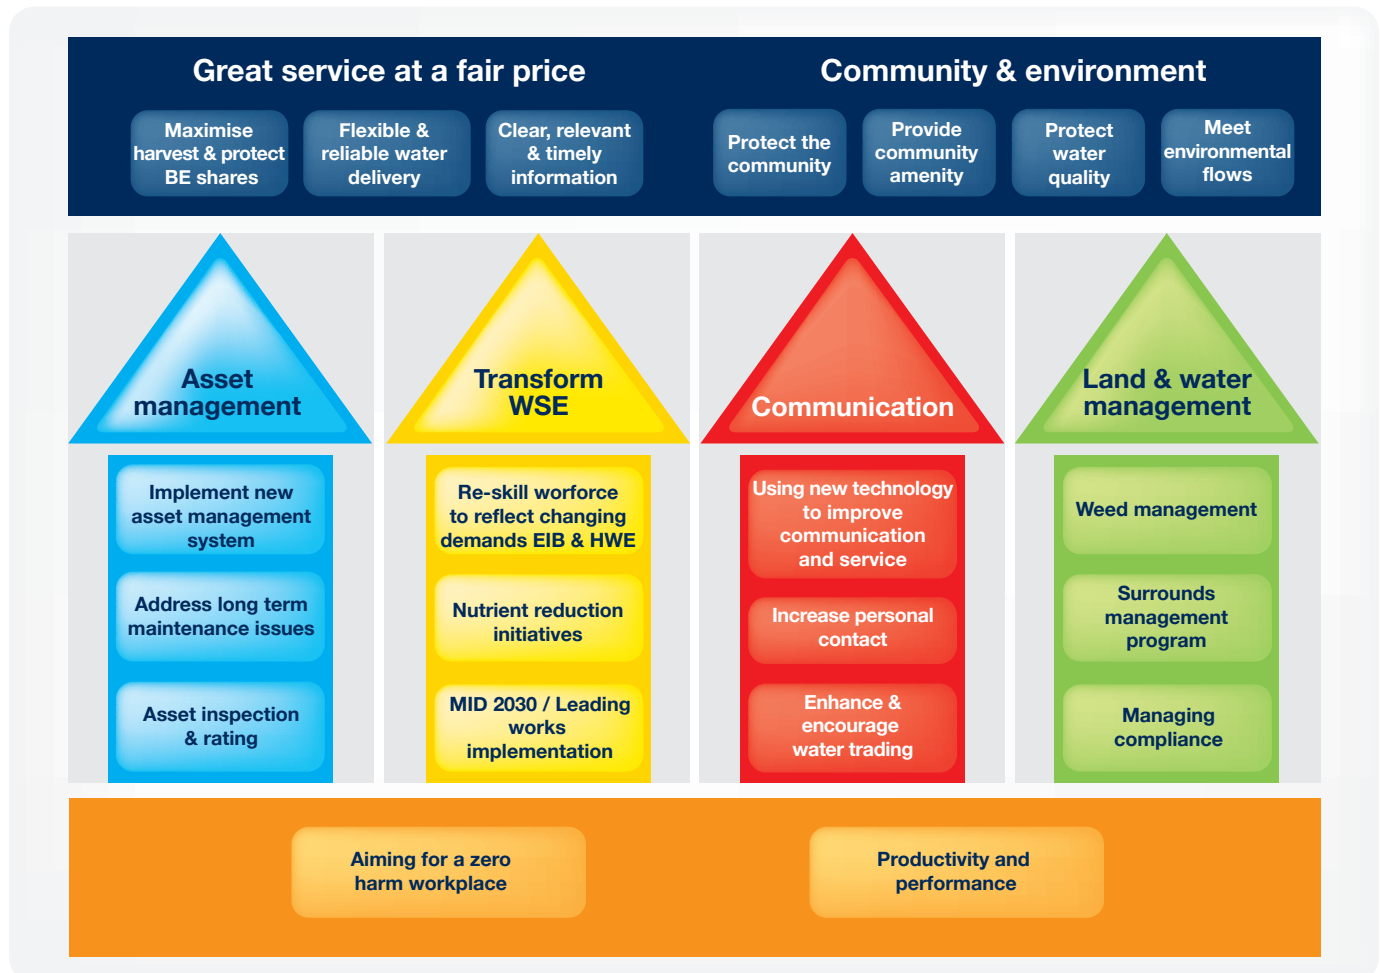 Great service at a fair price
Maximise
harvest & protect
BE shares
Flexible &
reliable water
delivery
Clear, relevant
& timely
information
Community & environment
Protect the
community
Provide
community
amenity
Protect
water
quality
Meet
environmental
flows
Asset
management
Implement new
asset management
system
Address long term
maintenance issues
Asset inspection
& rating
Transform
WSE
Re-skill worforce
to reflect changing
demands EIB & HWE
Nutrient reduction
initiatives
MID 2030 / Leading
works
implementation
Communication
Using new technology
to improve
communication
and service
Increase personal
contact
Enhance &
encourage
water trading
Land & water
management
Weed management
Surrounds
management
program
Managing
compliance
Aiming for a zero
harm workplace
Productivity and
performance